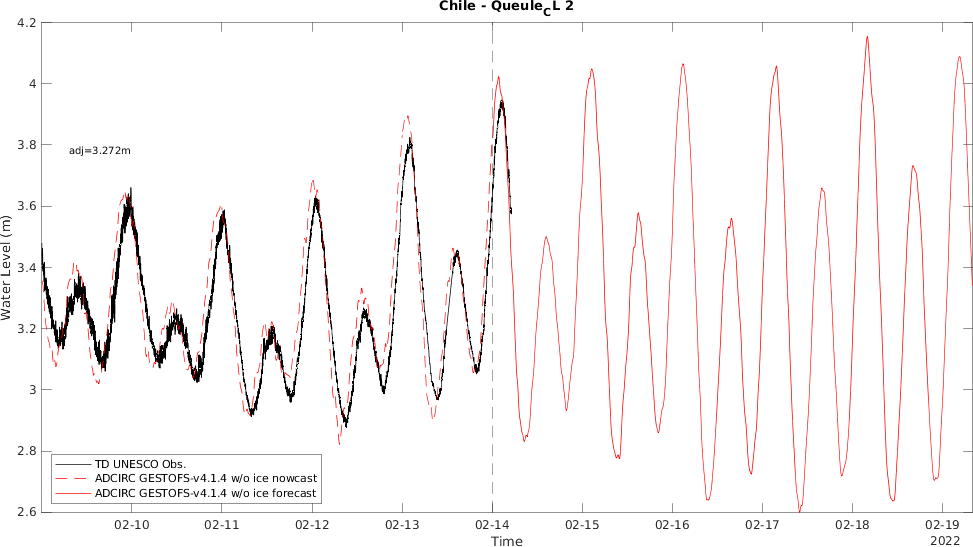 Chile - Queule_CL 2
4.2
4
3.8
3.6
3.4
3.2
3
2.8
2.6
Water Level (m)
adj=3.272m
TD UNESCO Obs.
ADCIRC GESTOFS-v4.1.4 w/o ice nowcast
ADCIRC GESTOFS-v4.1.4 w/o ice forecast
02-10 02-11 02-12 02-13 02-14 02-15 02-16 02-17 02-18 02-19
Time
2022